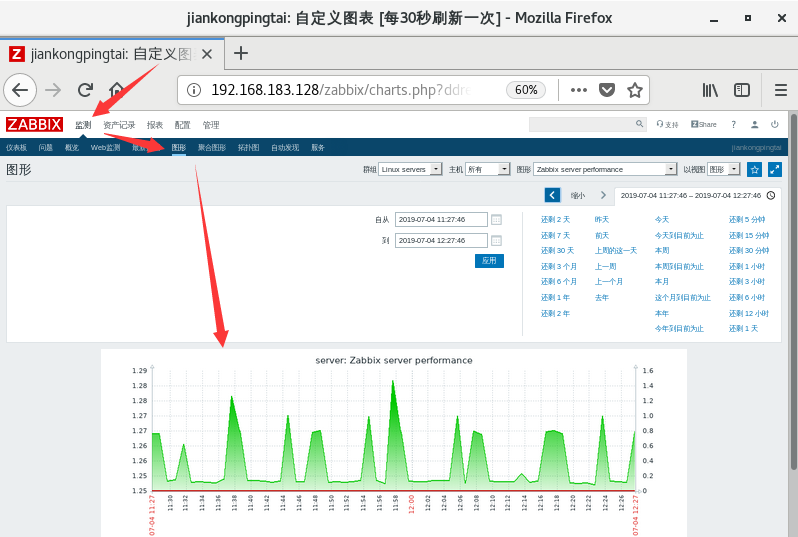 jiankongpingtai: 自定义图表 [每30秒刷新一次] - Mozilla Firefox
Z jiankongpingtai: 自定义图
192.168.183.128/zabbix/charts.php?ddre 60%
ZABBIX 监测 资产记录 报表 配置 管理 支持 Share ?
仪表板 问题 概览 Web监测 最新 图形 聚合图形 拓扑图 自动发现 服务 jiankongpingtai
图形 群组 Linux servers 主机 所有 图形 Zabbix server performance 以视图 图形
缩小 2019-07-04 11:27:46 – 2019-07-04 12:27:46
自从 2019-07-04 11:27:46
到 2019-07-04 12:27:46
应用
还剩 2 天 昨天 今天 还剩 5 分钟
还剩 7 天 前天 今天到目前为止 还剩 15 分钟
还剩 30 天 上周的这一天 本周 还剩 30 分钟
还剩 3 个月 上一周 本周到目前为止 还剩 1 小时
还剩 6 个月 上一个月 本月 还剩 3 小时
还剩 1 年 去年 这个月到目前为止 还剩 6 小时
还剩 2 年 本年 还剩 12 小时
今年到目前为止 还剩 1 天
server: Zabbix server performance
1.29 1.6
1.28 1.4
1.28 1.2
1.27 1.0
1.27 0.8
1.26 0.6
1.26 0.4
1.25 0.2
1.25 0
07-04 11:27 11:30 11:32 11:34 11:36 11:38 11:40 11:42 11:44 11:46 11:48 11:50 11:52 11:54 11:56 11:58 12:00 12:02 12:04 12:06 12:08 12:10 12:12 12:14 12:16 12:18 12:20 12:22 12:24 12:26 07-04 12:27